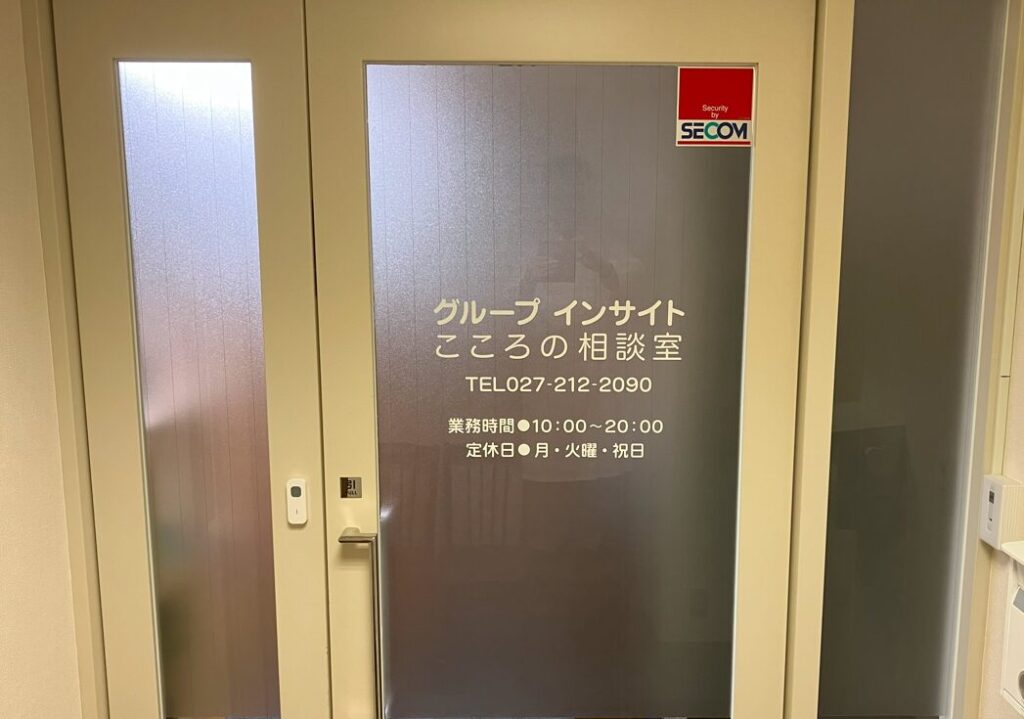 Security
by
SECOM
グループ インサイト
こころの相談室
TEL027-212-2090
業務時間●10:00～20:00
定休日●月・火曜・祝日
引
PULL